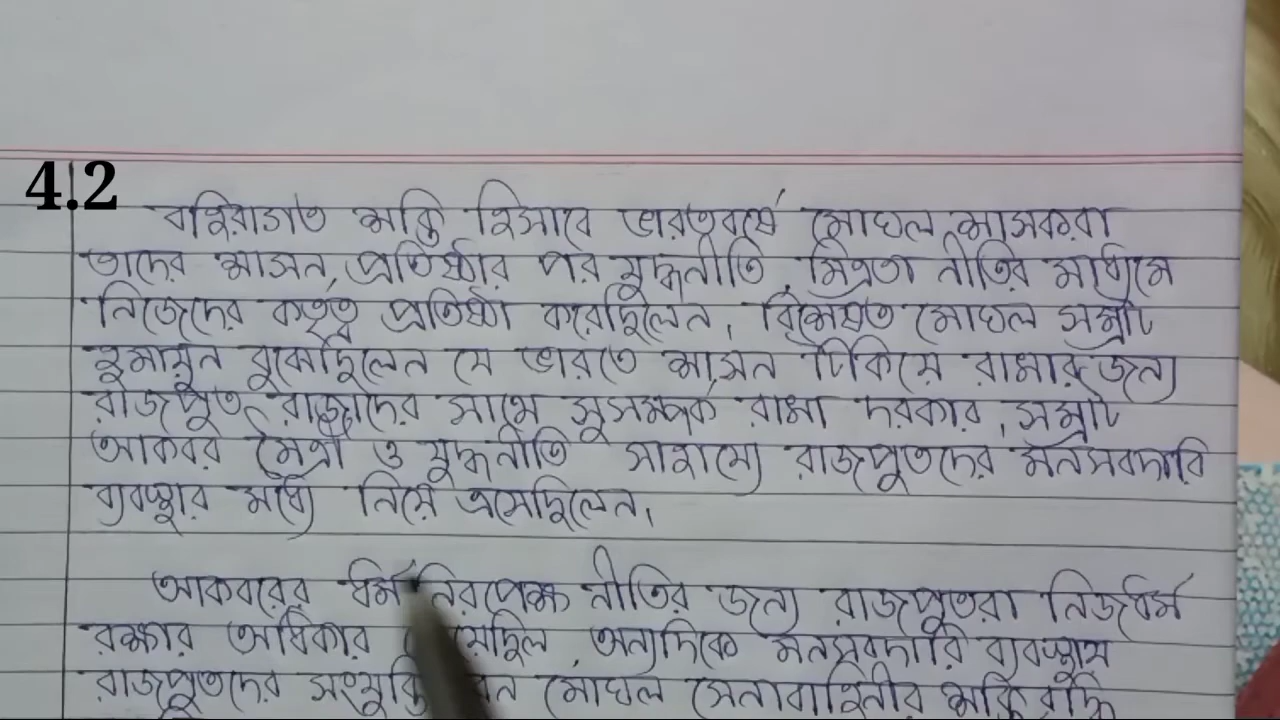 4.2
বহিরাগত শক্তি হিসাবে ভারতবর্ষে মোঘল শাসকরা
তাদের শাসন প্রতিষ্ঠার পর যুদ্ধনীতি, মিত্রতা নীতির মাধ্যমে
নিজেদের কর্তৃত্ব প্রতিষ্ঠা করেছিলেন। বিশেষত মোঘল সম্রাট
হুমায়ুন বুঝেছিলেন যে ভারতে শাসন টিকিয়ে রাখার জন্য
রাজপুত রাজাদের সাথে সুসম্পর্ক রাখা দরকার। সম্রাট
আকবর মৈত্রী ও যুদ্ধনীতি সাহায্যে রাজপুতদের মনসবদারি
ব্যবস্থার মধ্যে নিয়ে এসেছিলেন।
আকবরের ধর্ম নিরপেক্ষ নীতির জন্য রাজপুতরা নিজধর্ম
রক্ষার অধিকার অন্যদিকে মনসবদারি ব্যবস্থায়
রাজপুতদের মোঘল সেনাবাহিনীর শক্তি বৃদ্ধি